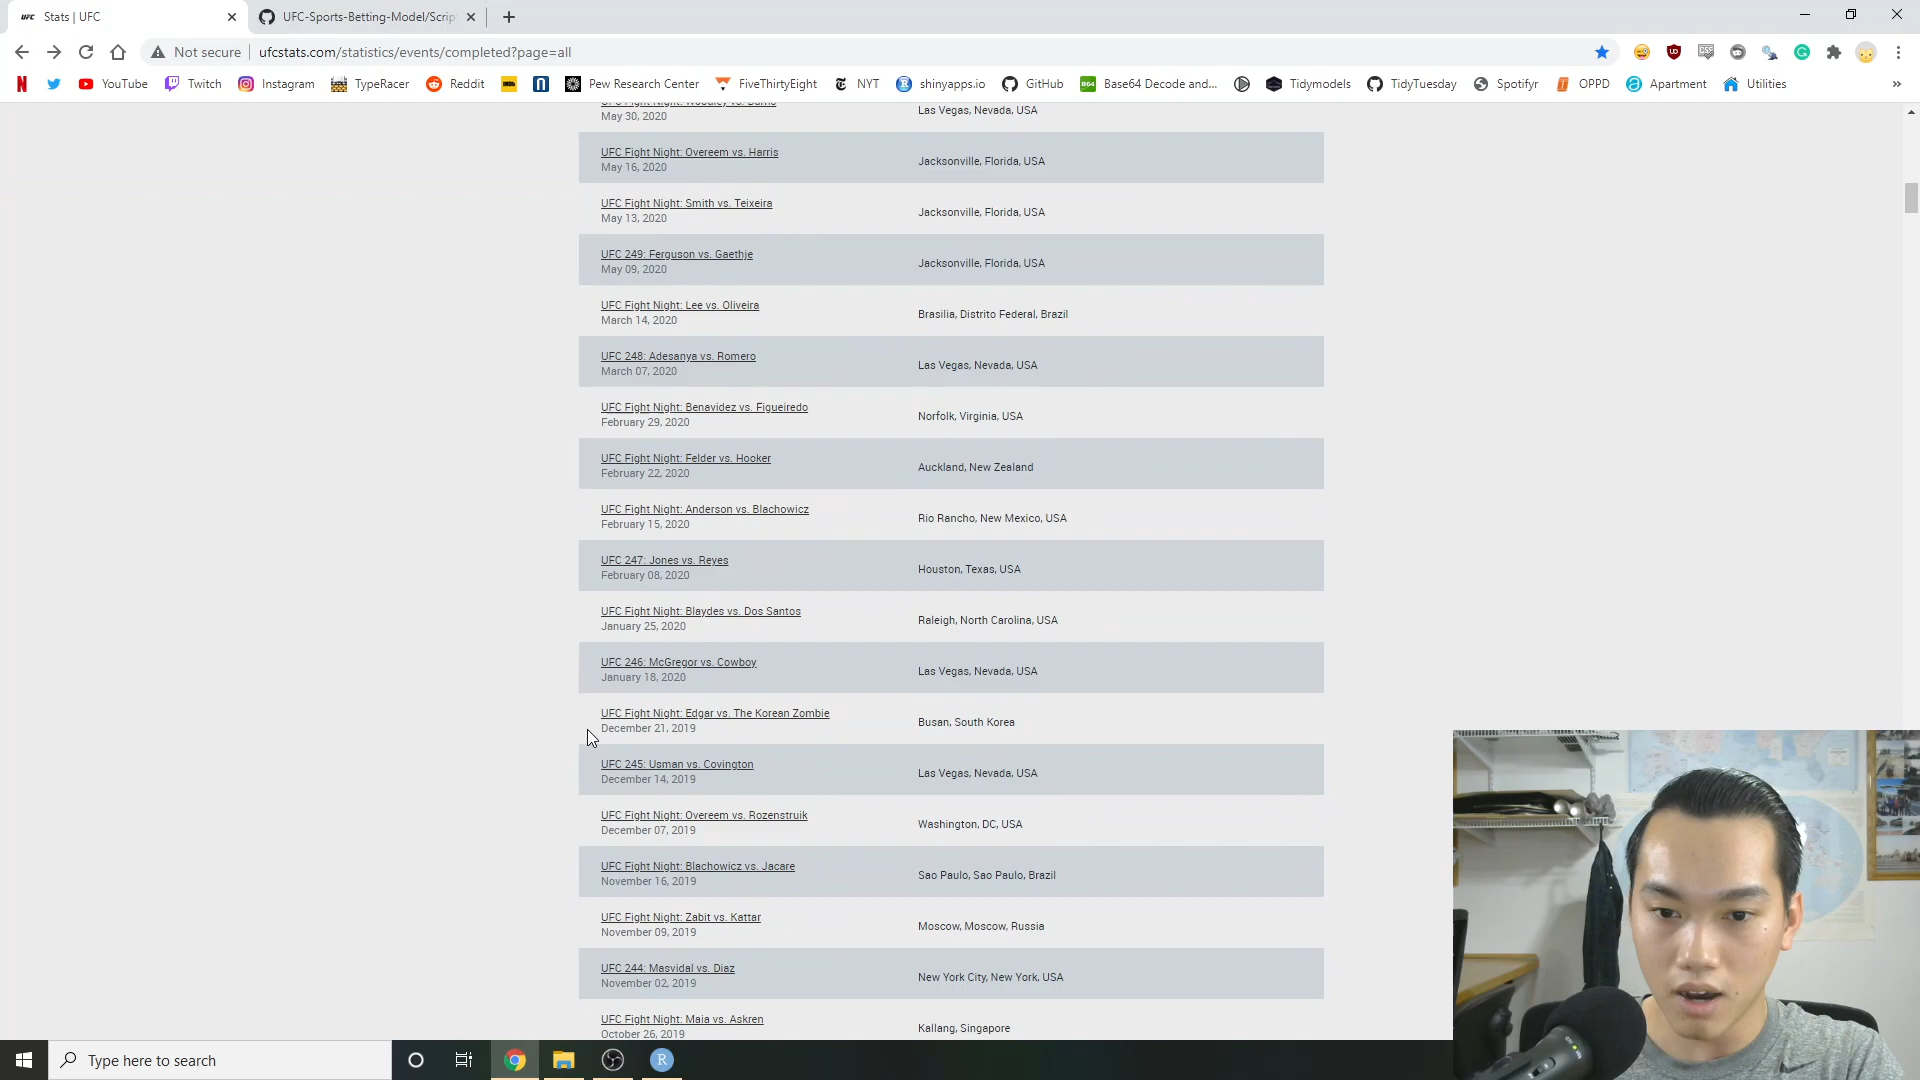 UFC Stats | UFC
UFC-Sports-Betting-Model/Scrip
Not secure ufcstats.com/statistics/events/completed?page=all
YouTube Twitch Instagram TypeRacer Reddit Pew Research Center FiveThirtyEight NYT shinyapps.io GitHub B64 Base64 Decode and... Tidymodels TidyTuesday Spotifyr OPPD Apartment Utilities »
May 30, 2020
Las Vegas, Nevada, USA
UFC Fight Night: Overeem vs. Harris
May 16, 2020
Jacksonville, Florida, USA
UFC Fight Night: Smith vs. Teixeira
May 13, 2020
Jacksonville, Florida, USA
UFC 249: Ferguson vs. Gaethje
May 09, 2020
Jacksonville, Florida, USA
UFC Fight Night: Lee vs. Oliveira
March 14, 2020
Brasilia, Distrito Federal, Brazil
UFC 248: Adesanya vs. Romero
March 07, 2020
Las Vegas, Nevada, USA
UFC Fight Night: Benavidez vs. Figueiredo
February 29, 2020
Norfolk, Virginia, USA
UFC Fight Night: Felder vs. Hooker
February 22, 2020
Auckland, New Zealand
UFC Fight Night: Anderson vs. Blachowicz
February 15, 2020
Rio Rancho, New Mexico, USA
UFC 247: Jones vs. Reyes
February 08, 2020
Houston, Texas, USA
UFC Fight Night: Blaydes vs. Dos Santos
January 25, 2020
Raleigh, North Carolina, USA
UFC 246: McGregor vs. Cowboy
January 18, 2020
Las Vegas, Nevada, USA
UFC Fight Night: Edgar vs. The Korean Zombie
December 21, 2019
Busan, South Korea
UFC 245: Usman vs. Covington
December 14, 2019
Las Vegas, Nevada, USA
UFC Fight Night: Overeem vs. Rozenstruik
December 07, 2019
Washington, DC, USA
UFC Fight Night: Blachowicz vs. Jacare
November 16, 2019
Sao Paulo, Sao Paulo, Brazil
UFC Fight Night: Zabit vs. Kattar
November 09, 2019
Moscow, Moscow, Russia
UFC 244: Masvidal vs. Diaz
November 02, 2019
New York City, New York, USA
UFC Fight Night: Maia vs. Askren
October 26, 2019
Kallang, Singapore
Type here to search